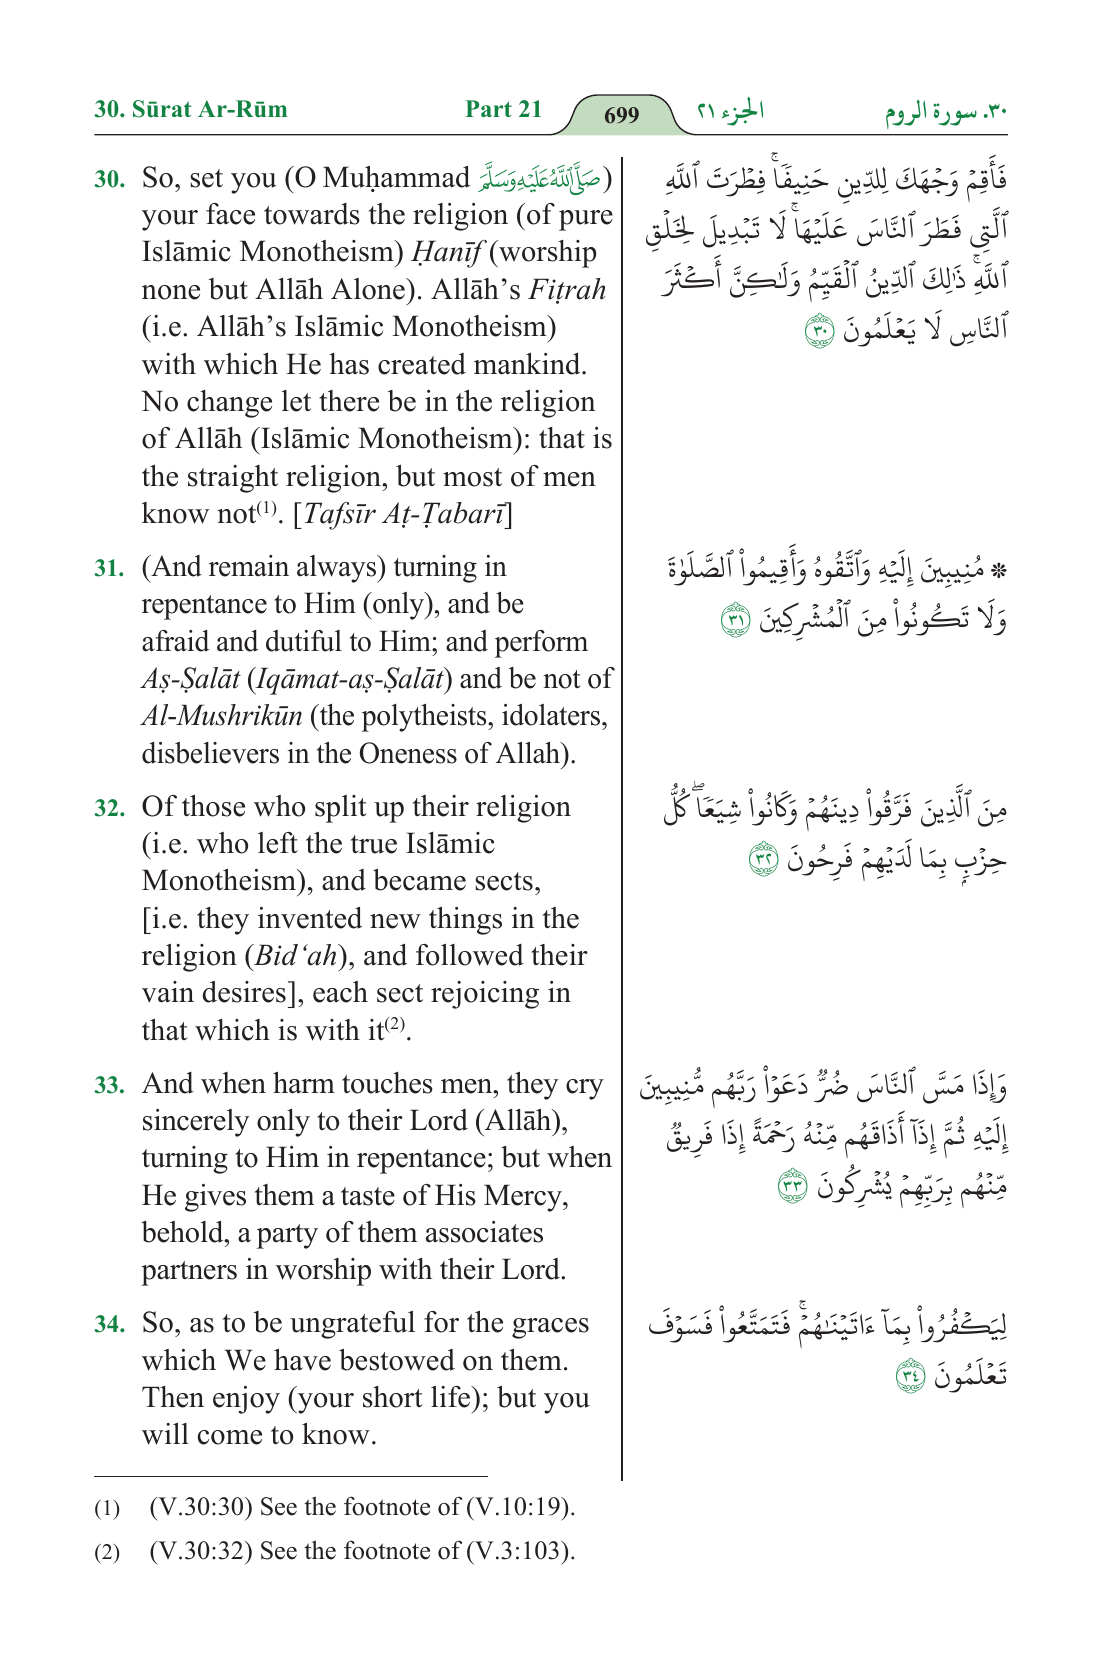 30. Sūrat Ar-Rūm Part 21 699 الجزء ٢١ ٣٠. سورة الروم
30. So, set you (O Muḥammad صَلَّى اللَّهُ عَلَيْهِ وَسَلَّمَ)
your face towards the religion (of pure
Islāmic Monotheism) Ḥanīf (worship
none but Allāh Alone). Allāh’s Fiṭrah
(i.e. Allāh’s Islāmic Monotheism)
with which He has created mankind.
No change let there be in the religion
of Allāh (Islāmic Monotheism): that is
the straight religion, but most of men
know not(1). [Tafsīr Aṭ-Ṭabarī]
فَأَقِمۡ وَجۡهَكَ لِلدِّينِ حَنِيفٗاۚ فِطۡرَتَ ٱللَّهِ
ٱلَّتِي فَطَرَ ٱلنَّاسَ عَلَيۡهَاۚ لَا تَبۡدِيلَ لِخَلۡقِ
ٱللَّهِۚ ذَٰلِكَ ٱلدِّينُ ٱلۡقَيِّمُ وَلَٰكِنَّ أَكۡثَرَ
ٱلنَّاسِ لَا يَعۡلَمُونَ ٣٠
31. (And remain always) turning in
repentance to Him (only), and be
afraid and dutiful to Him; and perform
Aṣ-Ṣalāt (Iqāmat-aṣ-Ṣalāt) and be not of
Al-Mushrikūn (the polytheists, idolaters,
disbelievers in the Oneness of Allah).
۞ مُنِيبِينَ إِلَيۡهِ وَٱتَّقُوهُ وَأَقِيمُواْ ٱلصَّلَوٰةَ
وَلَا تَكُونُواْ مِنَ ٱلۡمُشۡرِكِينَ ٣١
32. Of those who split up their religion
(i.e. who left the true Islāmic
Monotheism), and became sects,
[i.e. they invented new things in the
religion (Bid‘ah), and followed their
vain desires], each sect rejoicing in
that which is with it(2).
مِنَ ٱلَّذِينَ فَرَّقُواْ دِينَهُمۡ وَكَانُواْ شِيَعٗاۖ كُلُّ
حِزۡبِۭ بِمَا لَدَيۡهِمۡ فَرِحُونَ ٣٢
33. And when harm touches men, they cry
sincerely only to their Lord (Allāh),
turning to Him in repentance; but when
He gives them a taste of His Mercy,
behold, a party of them associates
partners in worship with their Lord.
وَإِذَا مَسَّ ٱلنَّاسَ ضُرّٞ دَعَوۡاْ رَبَّهُم مُّنِيبِينَ
إِلَيۡهِ ثُمَّ إِذَآ أَذَاقَهُم مِّنۡهُ رَحۡمَةً إِذَا فَرِيقٞ
مِّنۡهُم بِرَبِّهِمۡ يُشۡرِكُونَ ٣٣
34. So, as to be ungrateful for the graces
which We have bestowed on them.
Then enjoy (your short life); but you
will come to know.
لِيَكۡفُرُواْ بِمَآ ءَاتَيۡنَٰهُمۡۚ فَتَمَتَّعُواْ فَسَوۡفَ
تَعۡلَمُونَ ٣٤
(1) (V.30:30) See the footnote of (V.10:19).
(2) (V.30:32) See the footnote of (V.3:103).